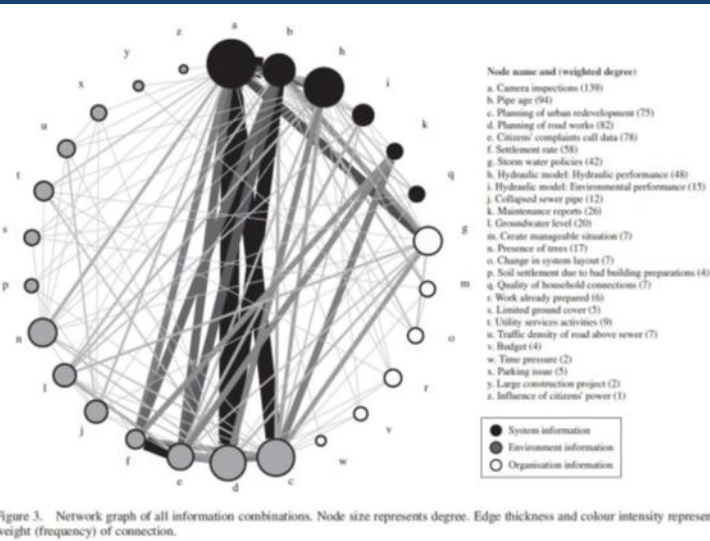 a
b
z
h
y
i
x
k
u
q
t
g
s
m
p
o
n
r
l
v
j
w
f
c
e
d
Node name and (weighted degree)
a. Camera inspections (139)
b. Pipe age (94)
c. Planning of urban redevelopment (75)
d. Planning of road works (82)
e. Citizens' complaints call data (78)
f. Settlement rate (58)
g. Storm water policies (42)
h. Hydraulic model: Hydraulic performance (48)
i. Hydraulic model: Environmental performance (15)
j. Collapsed sewer pipe (12)
k. Maintenance reports (26)
l. Groundwater level (20)
m. Create manageable situation (7)
n. Presence of trees (17)
o. Change in system layout (7)
p. Soil settlement due to bad building preparations (4)
q. Quality of household connections (7)
r. Work already prepared (6)
s. Limited ground cover (5)
t. Utility services activities (9)
u. Traffic density of road above sewer (7)
v. Budget (4)
w. Time pressure (2)
x. Parking issue (5)
y. Large construction project (2)
z. Influence of citizens' power (1)
System information
Environment information
Organisation information
igure 3. Network graph of all information combinations. Node size represents degree. Edge thickness and colour intensity represen
weight (frequency) of connection.